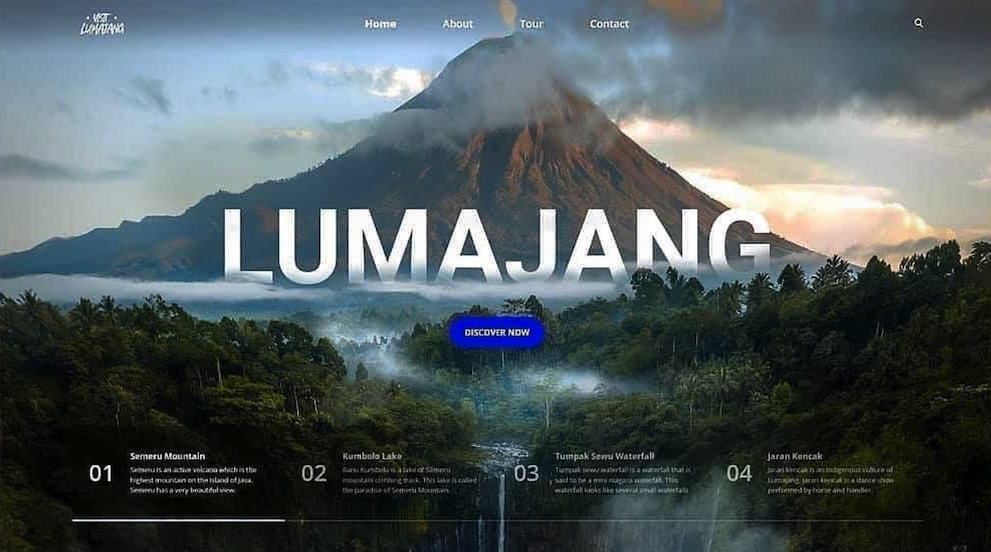 VISIT
LUMAJANG
Home About Tour Contact
LUMAJANG
DISCOVER NOW
01
Semeru Mountain
Semeru is an active volcano which is the
highest mountain on the island of Java.
Semeru has a very beautiful view.
02
Kumbolo Lake
Ranu Kumbolo is a lake of Semeru
mountain climbing track. This lake is called
the paradise of Semeru Mountain.
03
Tumpak Sewu Waterfall
Tumpak sewu waterfall is a waterfall that is
said to be a mini niagara waterfall. This
waterfall looks like several small waterfalls
04
Jaran Kencak
Jaran kencak is an indigenous culture of
Lumajang. Jaran kencak is a dance show
performed by horse and handler.